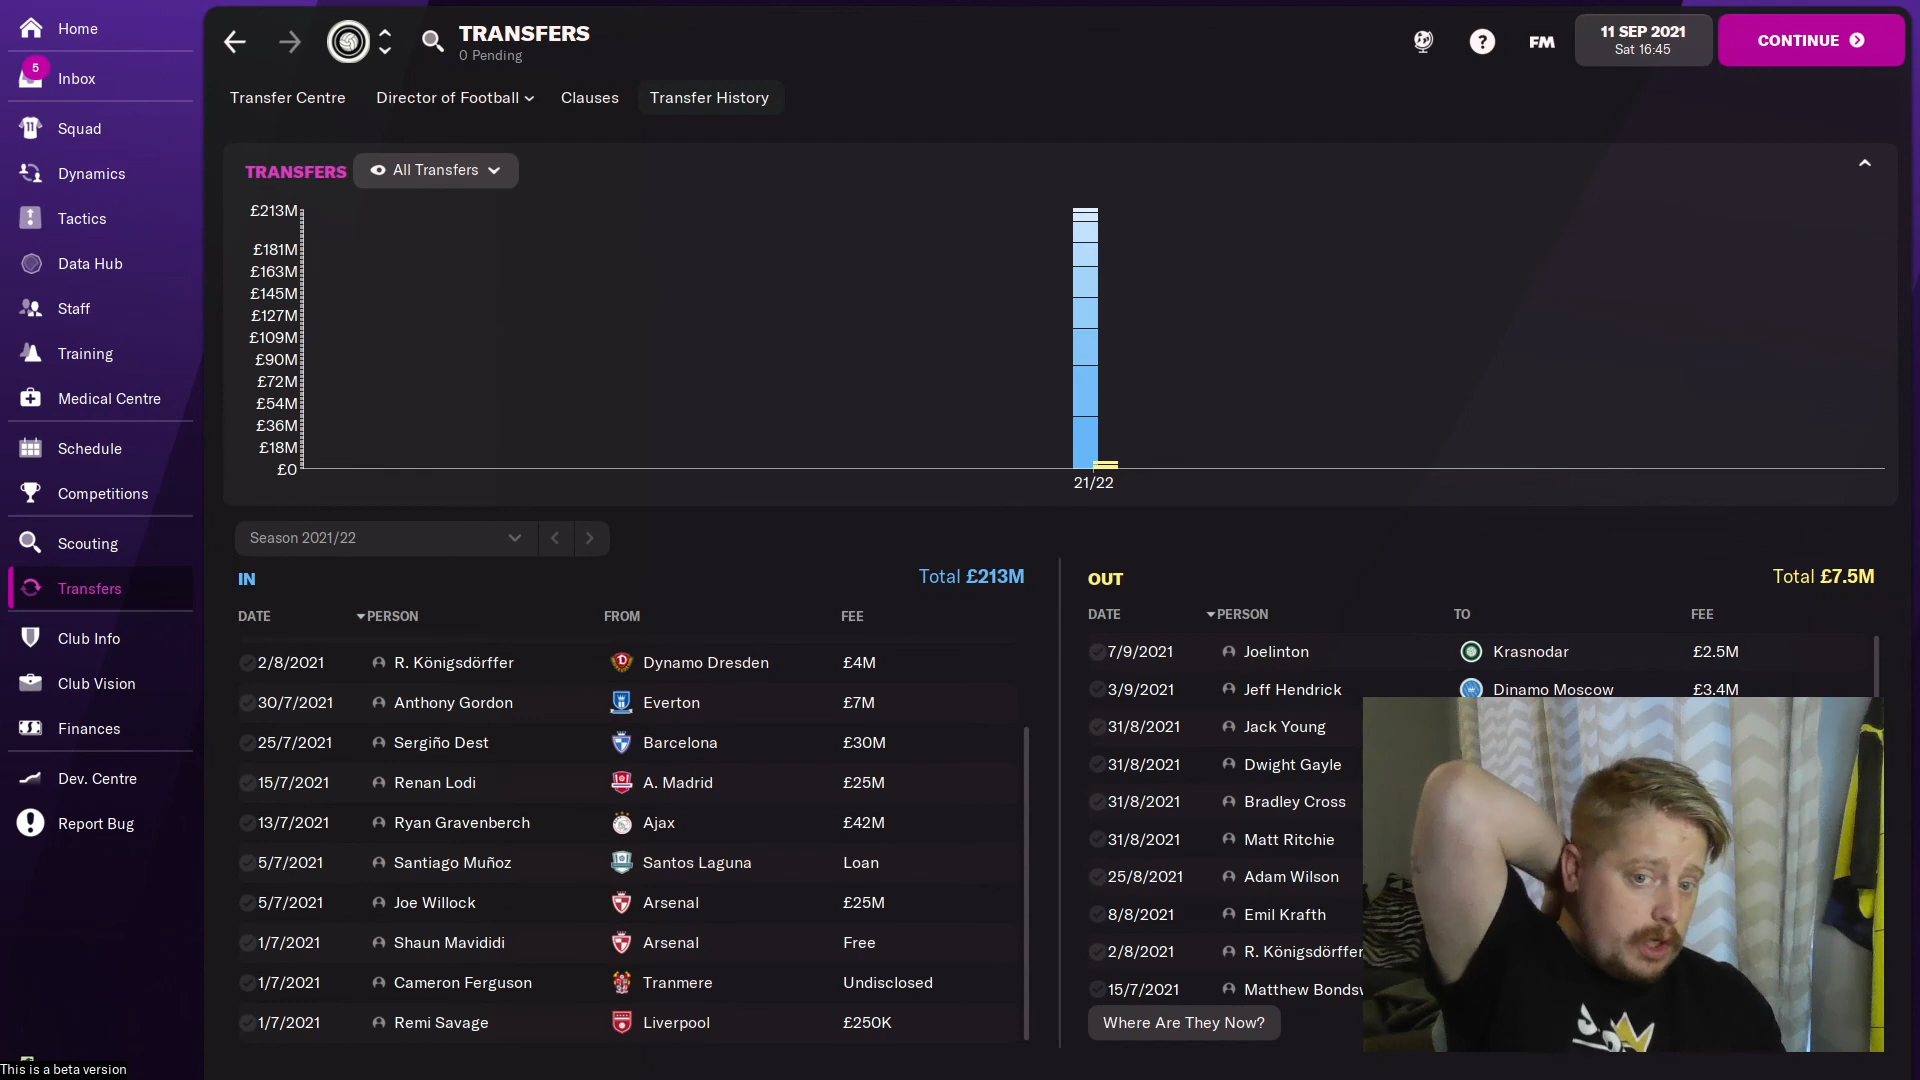 Home
5
Inbox
Squad
Dynamics
Tactics
Data Hub
Staff
Training
Medical Centre
Schedule
Competitions
Scouting
Transfers
Club Info
Club Vision
Finances
Dev. Centre
Report Bug
This is a beta version
TRANSFERS
0 Pending
FM
11 SEP 2021
Sat 16:45
CONTINUE
Transfer Centre Director of Football Clauses Transfer History
TRANSFERS All Transfers
£213M
£181M
£163M
£145M
£127M
£109M
£90M
£72M
£54M
£36M
£18M
£0
21/22
Season 2021/22
IN Total £213M
DATE PERSON FROM FEE
2/8/2021 R. Königsdörffer Dynamo Dresden £4M
30/7/2021 Anthony Gordon Everton £7M
25/7/2021 Sergiño Dest Barcelona £30M
15/7/2021 Renan Lodi A. Madrid £25M
13/7/2021 Ryan Gravenberch Ajax £42M
5/7/2021 Santiago Muñoz Santos Laguna Loan
5/7/2021 Joe Willock Arsenal £25M
1/7/2021 Shaun Mavididi Arsenal Free
1/7/2021 Cameron Ferguson Tranmere Undisclosed
1/7/2021 Remi Savage Liverpool £250K
OUT Total £7.5M
DATE PERSON TO FEE
7/9/2021 Joelinton Krasnodar £2.5M
3/9/2021 Jeff Hendrick Dinamo Moscow £3.4M
31/8/2021 Jack Young
31/8/2021 Dwight Gayle
31/8/2021 Bradley Cross
31/8/2021 Matt Ritchie
25/8/2021 Adam Wilson
8/8/2021 Emil Krafth
2/8/2021 R. Königsdörffer
15/7/2021 Matthew Bondsw
Where Are They Now?